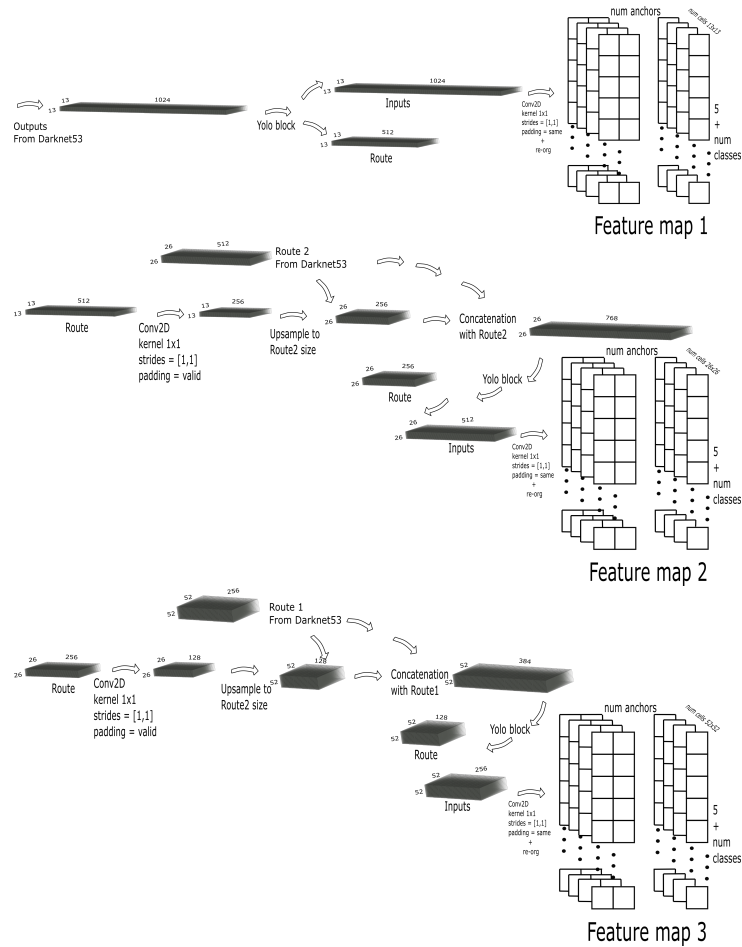 num anchors
num cells 13x13
13
13
1024
Outputs
From Darknet53
Yolo block
13
13
1024
Inputs
13
13
512
Route
Conv2D
kernel 1x1
strides = [1,1]
padding = same
+
re-org
5
+
num
classes
Feature map 1
26
26
512
Route 2
From Darknet53
13
13
512
Route
Conv2D
kernel 1x1
strides = [1,1]
padding = valid
13
13
256
Upsample to
Route2 size
26
26
256
Concatenation
with Route2
26
26
768
num anchors
num cells 26x26
Yolo block
26
26
256
Route
26
26
512
Inputs
Conv2D
kernel 1x1
strides = [1,1]
padding = same
+
re-org
5
+
num
classes
Feature map 2
52
52
256
Route 1
From Darknet53
26
26
256
Route
Conv2D
kernel 1x1
strides = [1,1]
padding = valid
26
26
128
Upsample to
Route2 size
52
52
128
Concatenation
with Route1
52
52
384
num anchors
num cells 52x52
Yolo block
52
52
128
Route
52
52
256
Inputs
Conv2D
kernel 1x1
strides = [1,1]
padding = same
+
re-org
5
+
num
classes
Feature map 3